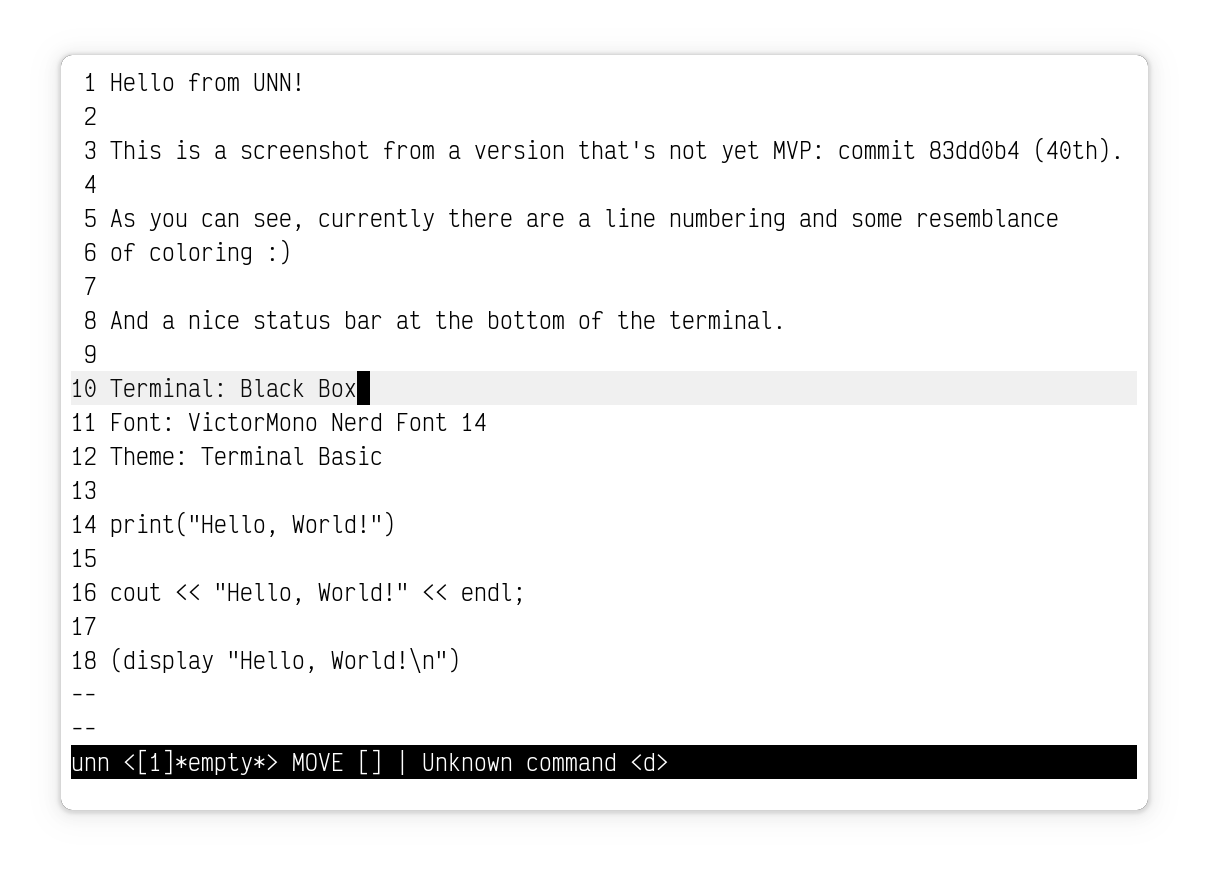 1 Hello from UNN!
2
3 This is a screenshot from a version that's not yet MVP: commit 83dd0b4 (40th).
4
5 As you can see, currently there are a line numbering and some resemblance
6 of coloring :)
7
8 And a nice status bar at the bottom of the terminal.
9
10 Terminal: Black Box
11 Font: VictorMono Nerd Font 14
12 Theme: Terminal Basic
13
14 print("Hello, World!")
15
16 cout << "Hello, World!" << endl;
17
18 (display "Hello, World!\n")
--
--
unn <[1]*empty*> MOVE [] | Unknown command <d>